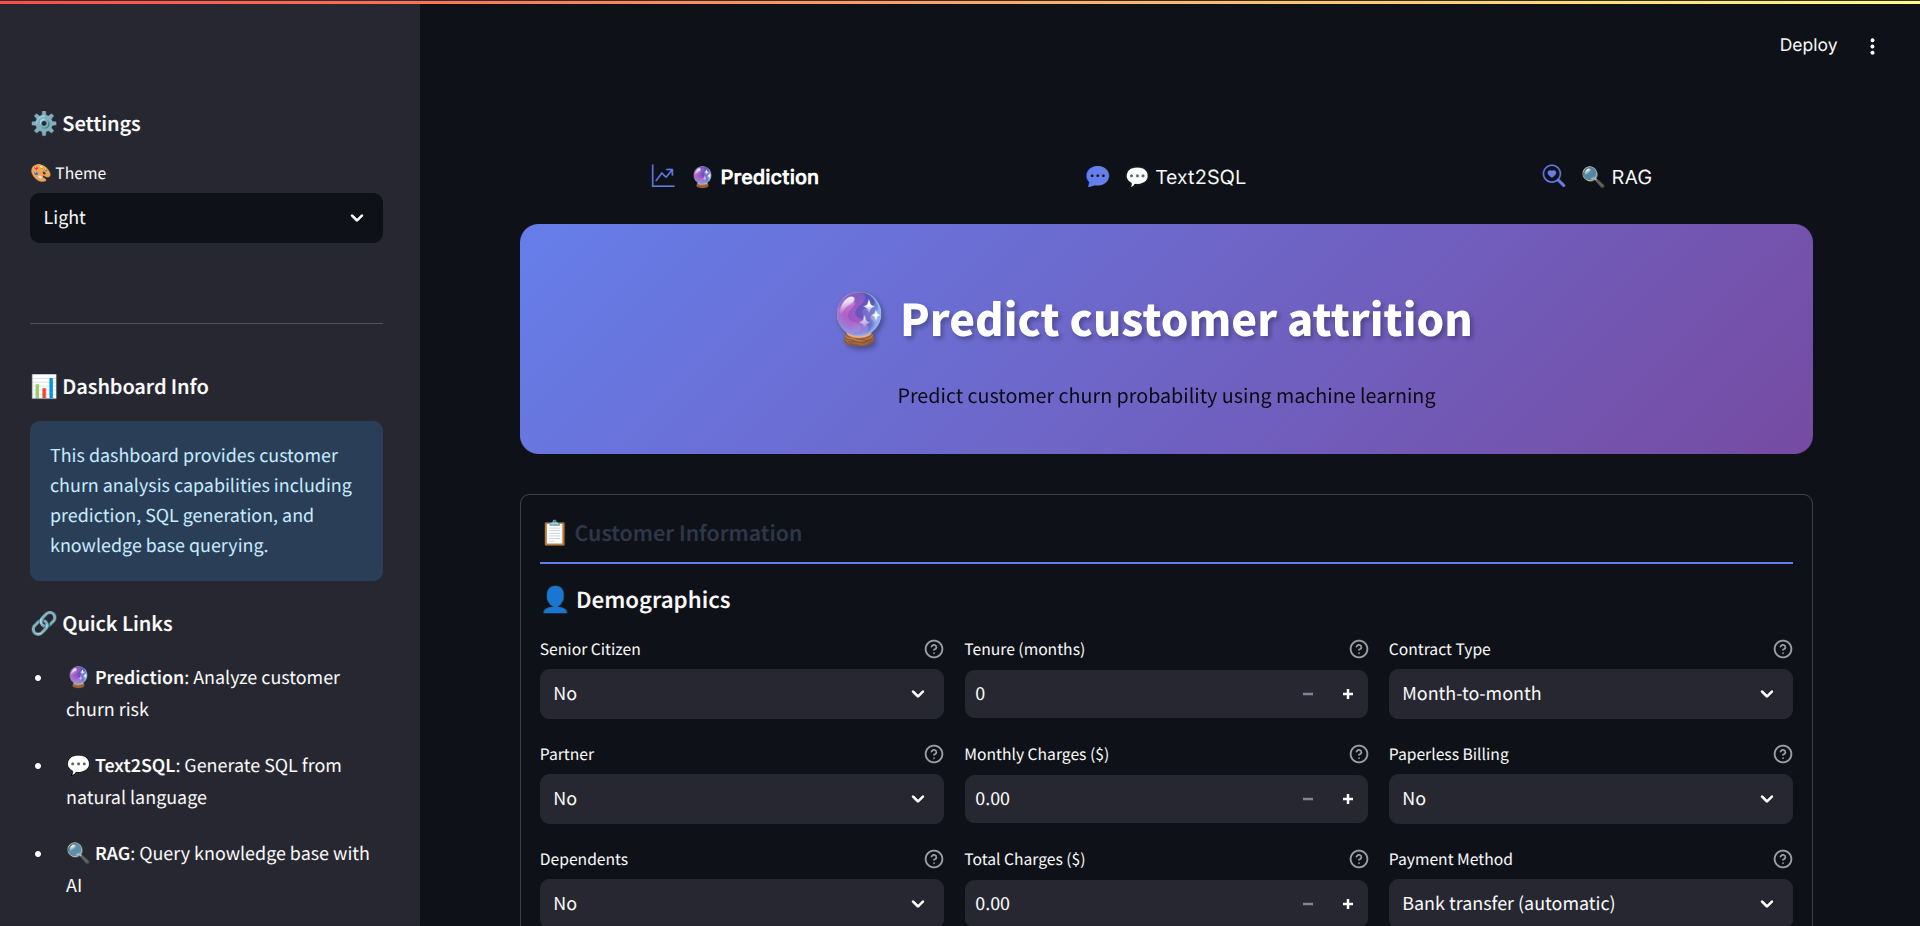 Deploy
⚙️ Settings
🎨 Theme
Light
📊 Dashboard Info
This dashboard provides customer
churn analysis capabilities including
prediction, SQL generation, and
knowledge base querying.
🔗 Quick Links
• 🔮 Prediction: Analyze customer
churn risk
• 💬 Text2SQL: Generate SQL from
natural language
• 🔍 RAG: Query knowledge base with
AI
🔮 Prediction
💬 Text2SQL
🔍 RAG
🔮 Predict customer attrition
Predict customer churn probability using machine learning
📋 Customer Information
👤 Demographics
Senior Citizen
No
Tenure (months)
0
Contract Type
Month-to-month
Partner
No
Monthly Charges ($)
0.00
Paperless Billing
No
Dependents
No
Total Charges ($)
0.00
Payment Method
Bank transfer (automatic)